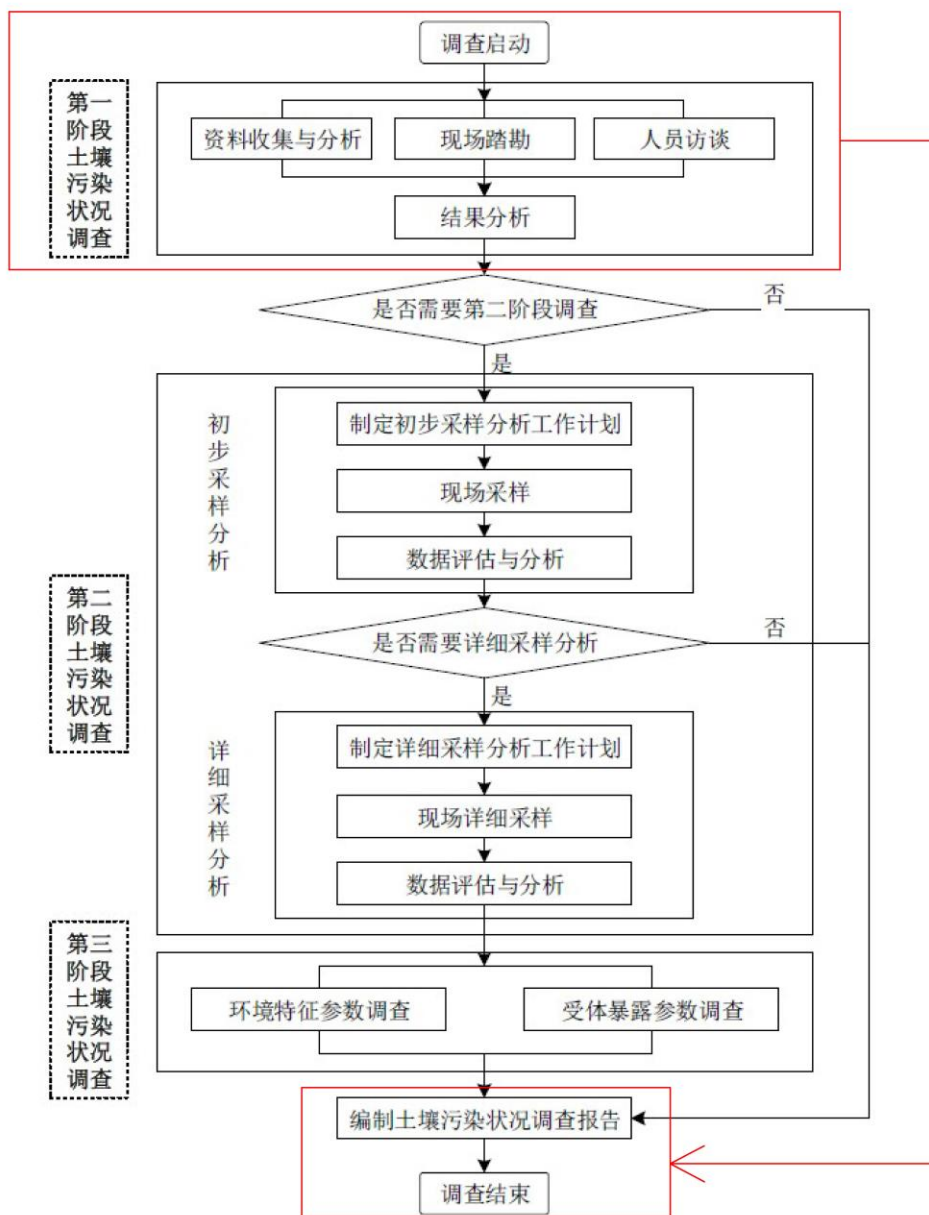 调查启动
第一
阶段
土壤
污染
状况
调查
资料收集与分析
现场踏勘
人员访谈
结果分析
是否需要第二阶段调查
否
是
初
步
采
样
分
析
制定初步采样分析工作计划
现场采样
数据评估与分析
第二
阶段
土壤
污染
状况
调查
是否需要详细采样分析
否
是
详
细
采
样
分
析
制定详细采样分析工作计划
现场详细采样
数据评估与分析
第三
阶段
土壤
污染
状况
调查
环境特征参数调查
受体暴露参数调查
编制土壤污染状况调查报告
调查结束